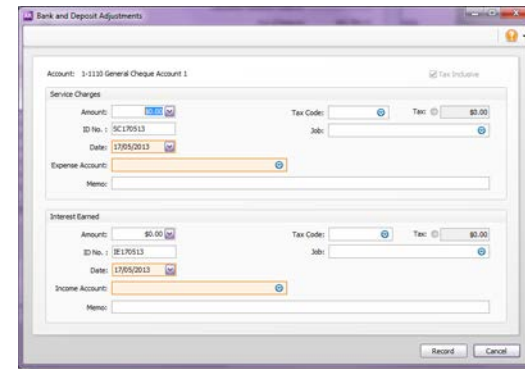 Bank and Deposit Adjustments
Account: 1-1110 General Cheque Account 1 Tax Inclusive
Service Charges
Amount: $0.00 Tax Code: Tax: $0.00
ID No. : SC170513 Job:
Date: 17/05/2013
Expense Account:
Memo:
Interest Earned
Amount: $0.00 Tax Code: Tax: $0.00
ID No. : IE170513 Job:
Date: 17/05/2013
Income Account:
Memo:
Record Cancel